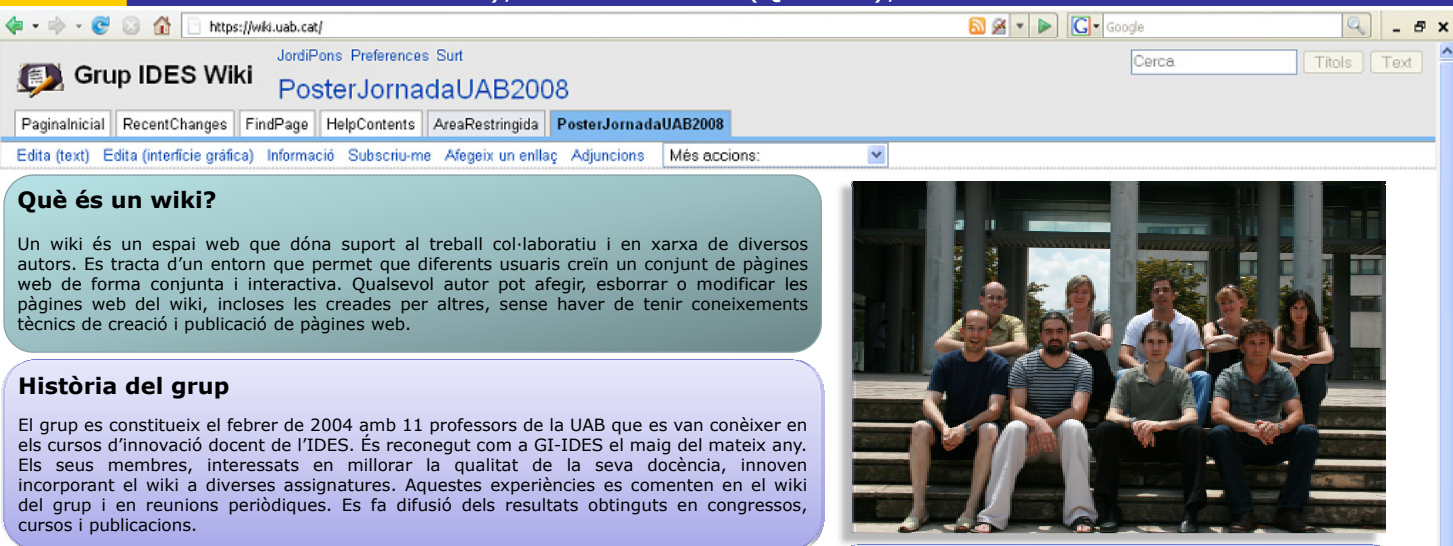 https://wiki.uab.cat/
Google
JordiPons Preferences Surt
Grup IDES Wiki
PosterJornadaUAB2008
Cerca
Títols
Text
PaginaInicial
RecentChanges
FindPage
HelpContents
AreaRestringida
PosterJornadaUAB2008
Edita (text)
Edita (interfície gràfica)
Informació
Subscriu-me
Afegeix un enllaç
Adjuncions
Més accions:
Què és un wiki?
Un wiki és un espai web que dóna suport al treball col·laboratiu i en xarxa de diversos
autors. Es tracta d'un entorn que permet que diferents usuaris creïn un conjunt de pàgines
web de forma conjunta i interactiva. Qualsevol autor pot afegir, esborrar o modificar les
pàgines web del wiki, incloses les creades per altres, sense haver de tenir coneixements
tècnics de creació i publicació de pàgines web.
Història del grup
El grup es constitueix el febrer de 2004 amb 11 professors de la UAB que es van conèixer en
els cursos d'innovació docent de l'IDES. És reconegut com a GI-IDES el maig del mateix any.
Els seus membres, interessats en millorar la qualitat de la seva docència, innoven
incorporant el wiki a diverses assignatures. Aquestes experiències es comenten en el wiki
del grup i en reunions periòdiques. Es fa difusió dels resultats obtinguts en congressos,
cursos i publicacions.